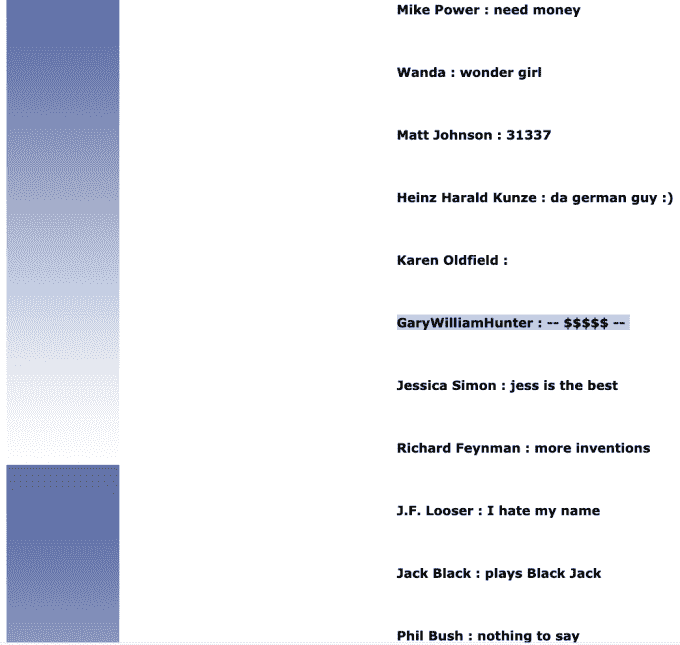 Mike Power : need money
Wanda : wonder girl
Matt Johnson : 31337
Heinz Harald Kunze : da german guy :)
Karen Oldfield :
GaryWilliamHunter : -- $$$$$ --
Jessica Simon : jess is the best
Richard Feynman : more inventions
J.F. Looser : I hate my name
Jack Black : plays Black Jack
Phil Bush : nothing to say